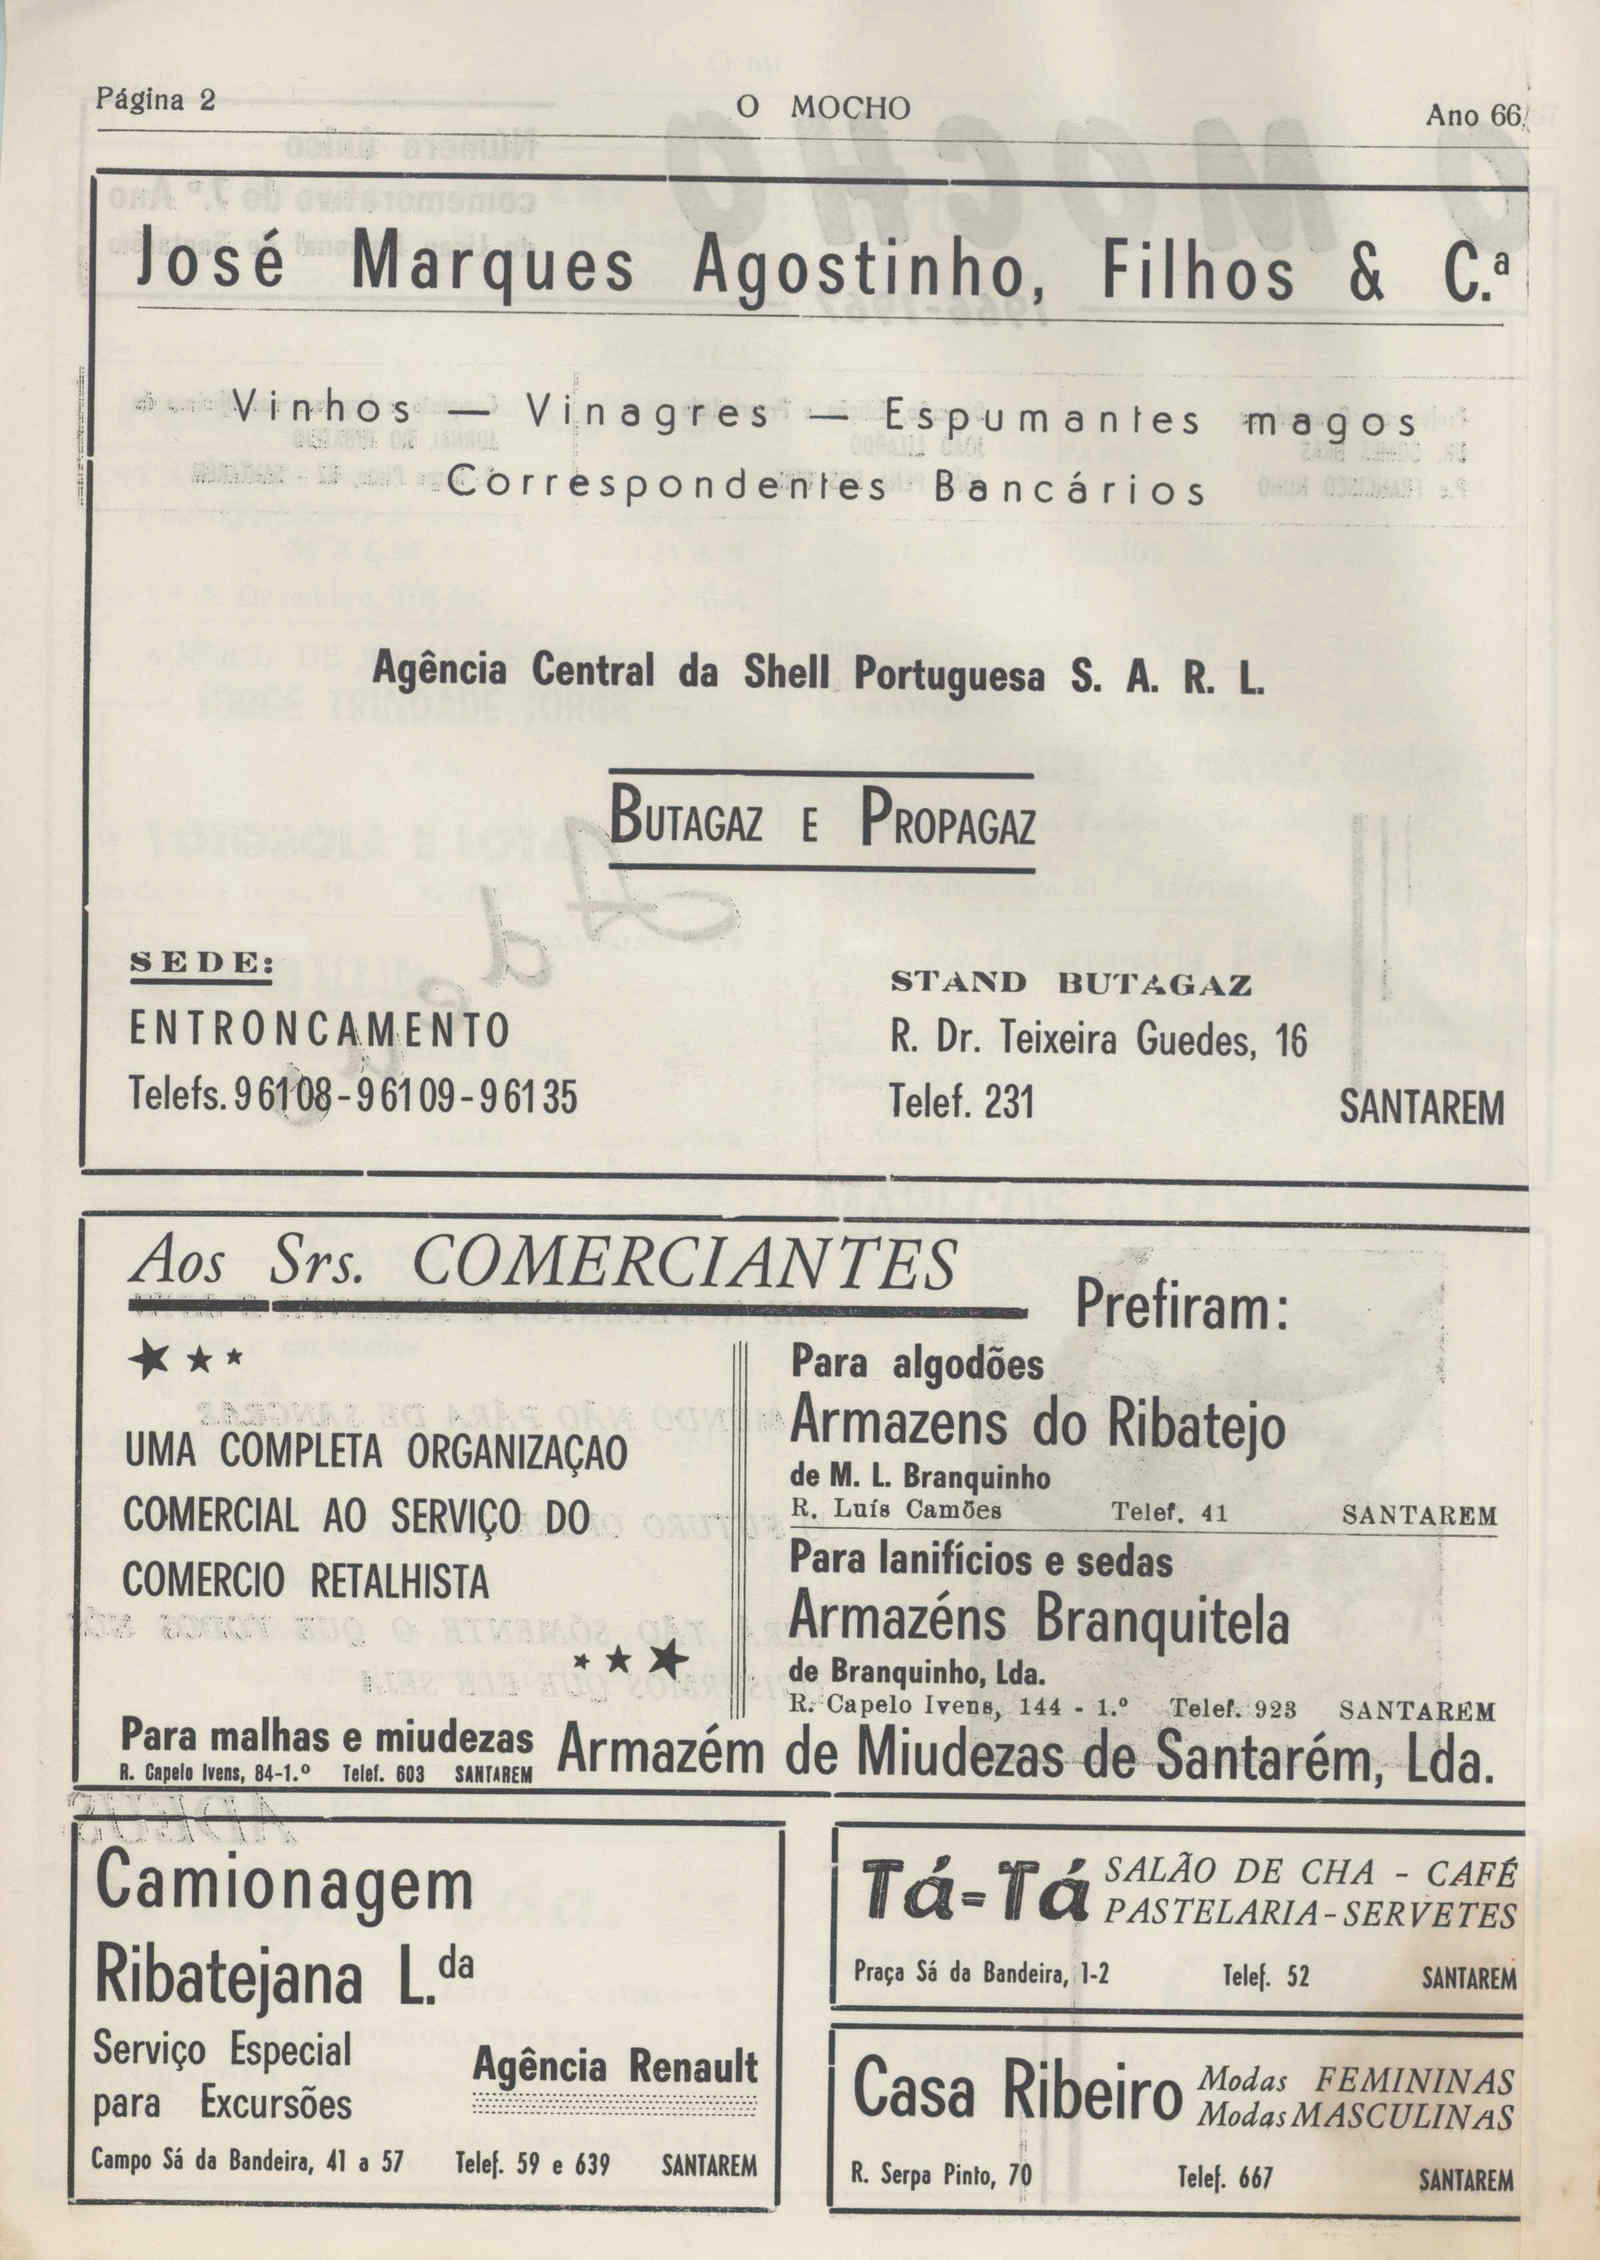 Página 2
O MOCHO
Ano 66/
José Marques Agostinho, Filhos & C.ª
Vinhos — Vinagres — Espumantes magos
Correspondentes Bancários
Agência Central da Shell Portuguesa S. A. R. L.
BUTAGAZ E PROPAGAZ
SEDE:
ENTRONCAMENTO
Telefs. 96108-96109-96135
STAND BUTAGAZ
R. Dr. Teixeira Guedes, 16
Telef. 231 SANTAREM
Aos Srs. COMERCIANTES
Prefiram:
UMA COMPLETA ORGANIZAÇAO
COMERCIAL AO SERVIÇO DO
COMERCIO RETALHISTA
Para algodões
Armazens do Ribatejo
de M. L. Branquinho
R. Luís Camões Telef. 41 SANTAREM
Para lanifícios e sedas
Armazéns Branquitela
de Branquinho, Lda.
R. Capelo Ivens, 144 - 1.º Telef. 923 SANTAREM
Para malhas e miudezas
R. Capelo Ivens, 84-1.º Telef. 603 SANTAREM
Armazém de Miudezas de Santarém, Lda.
Camionagem
Ribatejana L.da
Serviço Especial
para Excursões
Agência Renault
Campo Sá da Bandeira, 41 a 57 Telef. 59 e 639 SANTAREM
Tá-Tá
SALÃO DE CHA - CAFÉ
PASTELARIA-SERVETES
Praça Sá da Bandeira, 1-2 Telef. 52 SANTAREM
Casa Ribeiro
Modas FEMININAS
Modas MASCULINAS
R. Serpa Pinto, 70 Telef. 667 SANTAREM